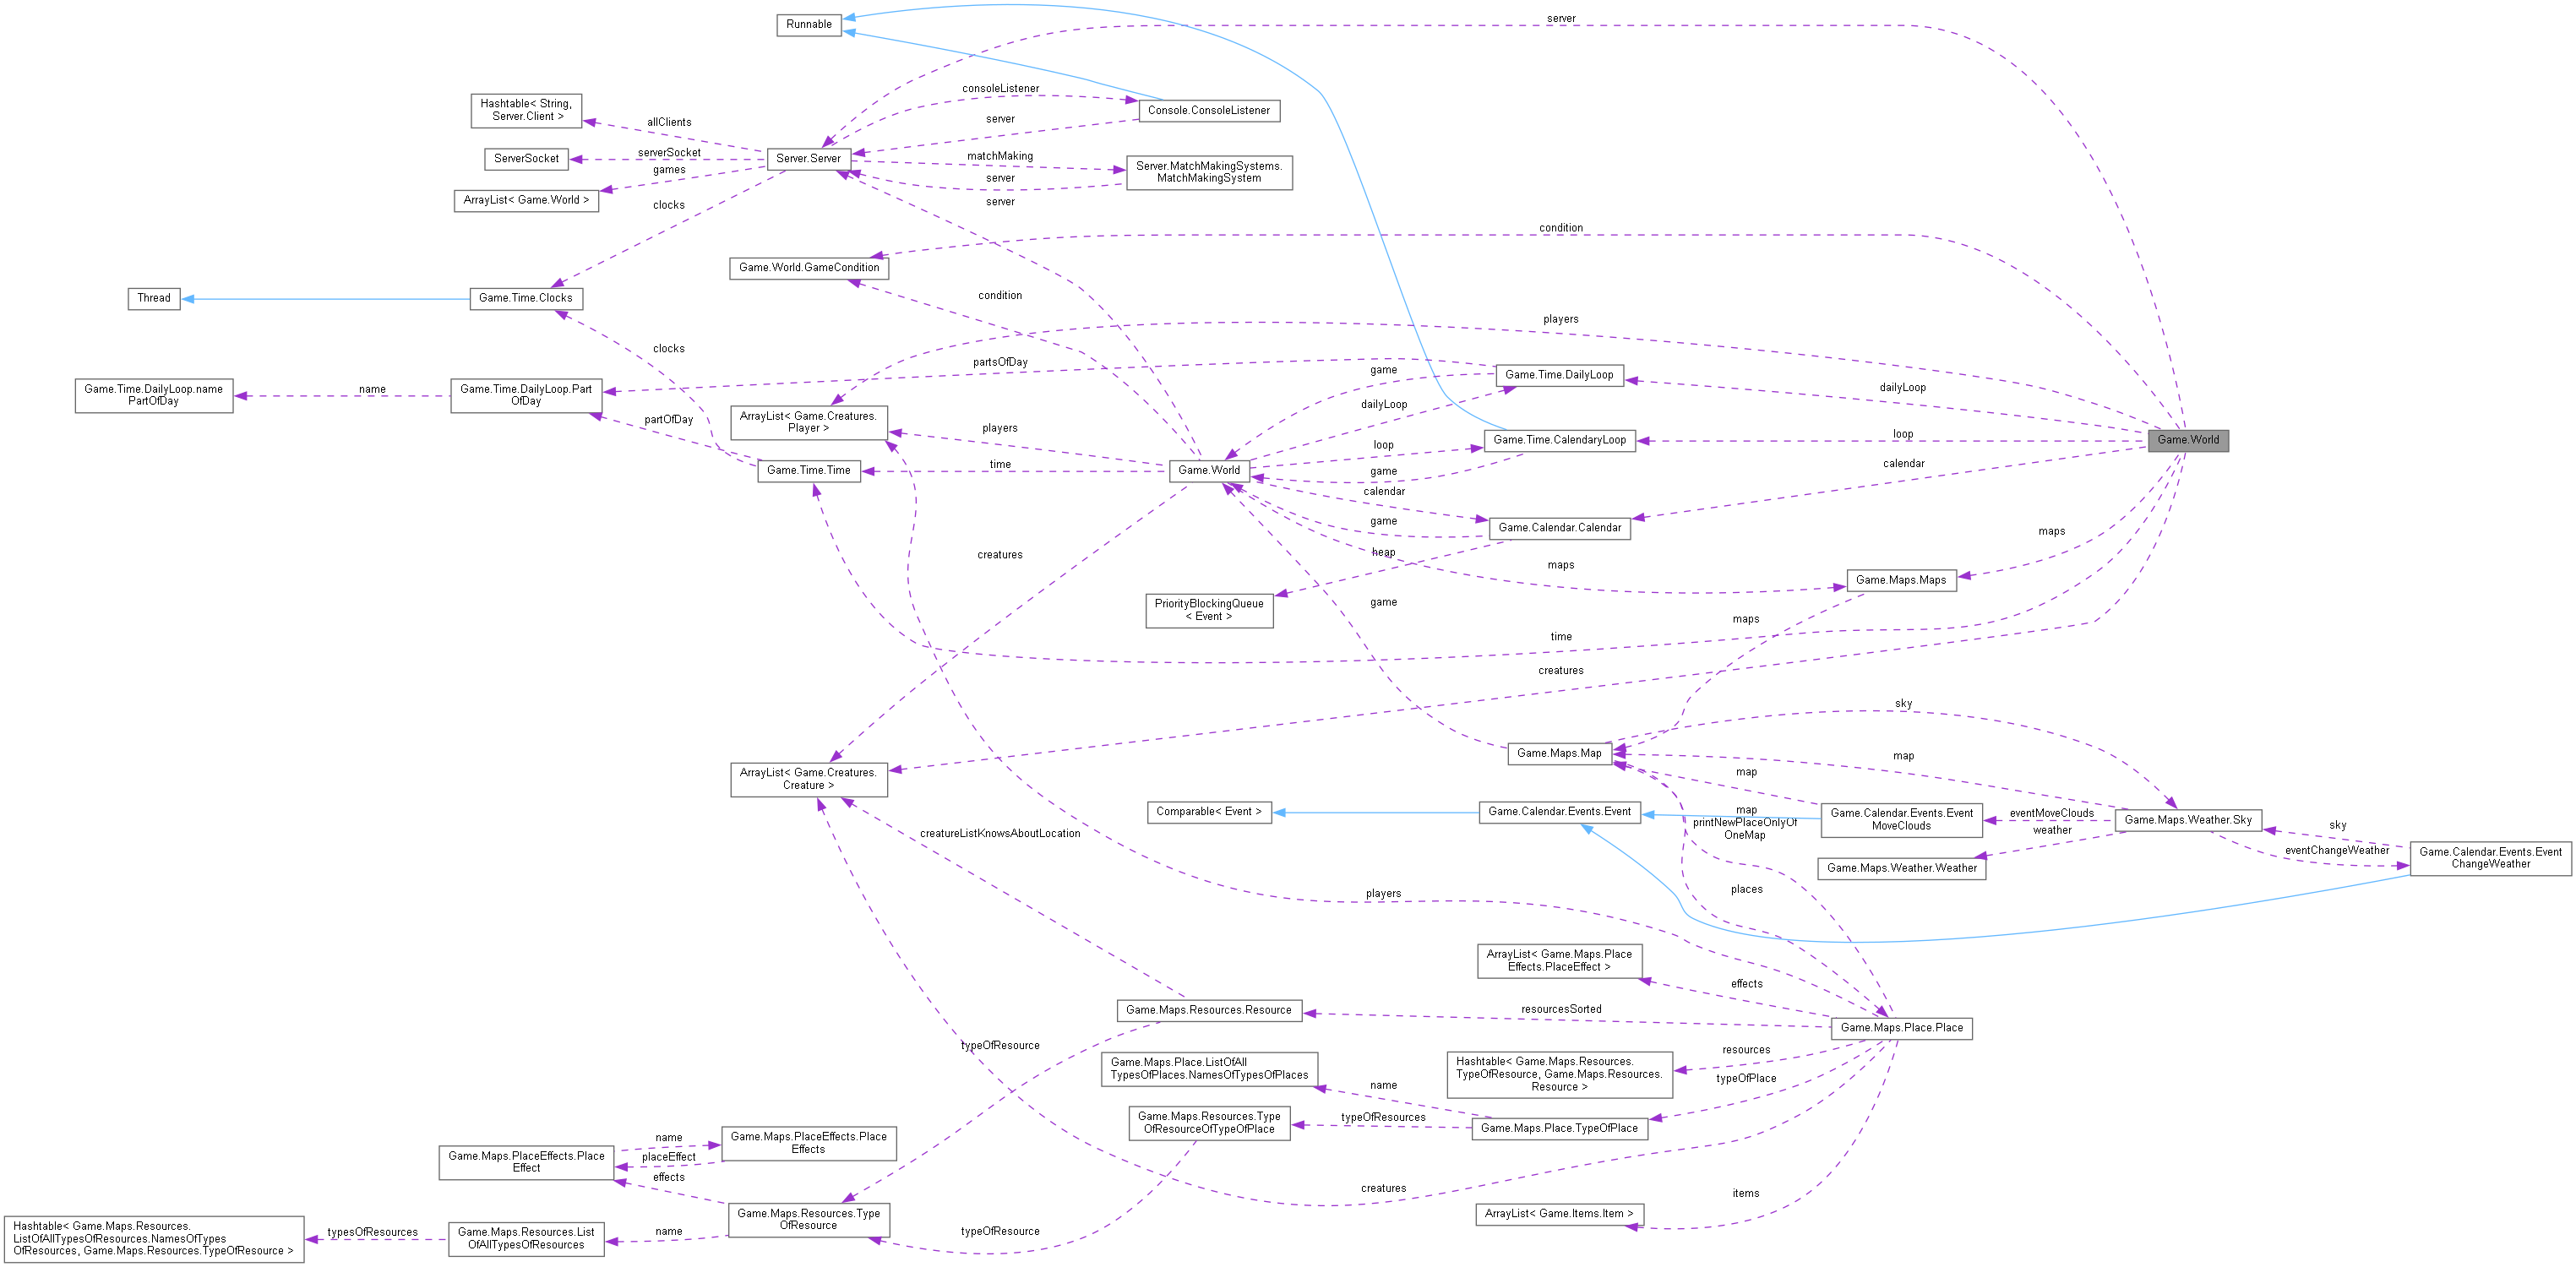 Runnable
server
Hashtable< String,
Server.Client >
allClients
consoleListener
Console.ConsoleListener
server
ServerSocket
serverSocket
Server.Server
matchMaking
Server.MatchMakingSystems.
MatchMakingSystem
server
games
ArrayList< Game.World >
server
clocks
condition
Game.World.GameCondition
Thread
Game.Time.Clocks
condition
players
clocks
partsOfDay
game
Game.Time.DailyLoop
dailyLoop
Game.Time.DailyLoop.name
PartOfDay
name
Game.Time.DailyLoop.Part
OfDay
partOfDay
ArrayList< Game.Creatures.
Player >
dailyLoop
players
loop
Game.Time.CalendaryLoop
loop
Game.World
Game.Time.Time
time
Game.World
game
calendar
calendar
Game.Calendar.Calendar
game
heap
maps
maps
Game.Maps.Maps
creatures
PriorityBlockingQueue
< Event >
game
maps
time
creatures
sky
Game.Maps.Map
map
map
ArrayList< Game.Creatures.
Creature >
Comparable< Event >
Game.Calendar.Events.Event
map
printNewPlaceOnlyOf
OneMap
Game.Calendar.Events.Event
MoveClouds
eventMoveClouds
weather
Game.Maps.Weather.Sky
sky
eventChangeWeather
Game.Calendar.Events.Event
ChangeWeather
Game.Maps.Weather.Weather
creatureListKnowsAboutLocation
players
places
ArrayList< Game.Maps.Place
Effects.PlaceEffect >
effects
Game.Maps.Resources.Resource
resourcesSorted
Game.Maps.Place.Place
typeOfResource
Game.Maps.Place.ListOfAll
TypesOfPlaces.NamesOfTypesOfPlaces
Hashtable< Game.Maps.Resources.
TypeOfResource, Game.Maps.Resources.
Resource >
resources
typeOfPlace
name
Game.Maps.Resources.Type
OfResourceOfTypeOfPlace
typeOfResources
Game.Maps.Place.TypeOfPlace
Game.Maps.PlaceEffects.Place
Effect
name
placeEffect
effects
Game.Maps.PlaceEffects.Place
Effects
creatures
items
ArrayList< Game.Items.Item >
Game.Maps.Resources.Type
OfResource
typeOfResource
name
Hashtable< Game.Maps.Resources.
ListOfAllTypesOfResources.NamesOfTypes
OfResources, Game.Maps.Resources.TypeOfResource >
typesOfResources
Game.Maps.Resources.List
OfAllTypesOfResources